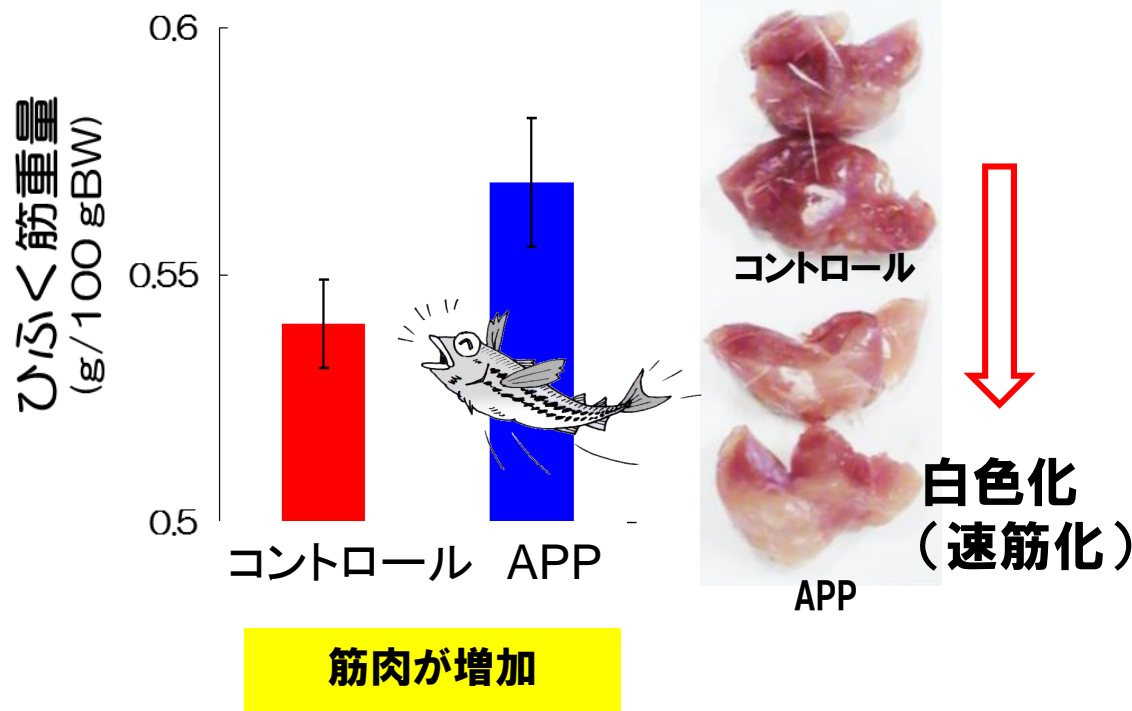 0.6
0.55
0.5
ひふく筋重量
(g/100 gBW)
コントロール
APP
筋肉が増加
コントロール
APP
白色化
（速筋化）